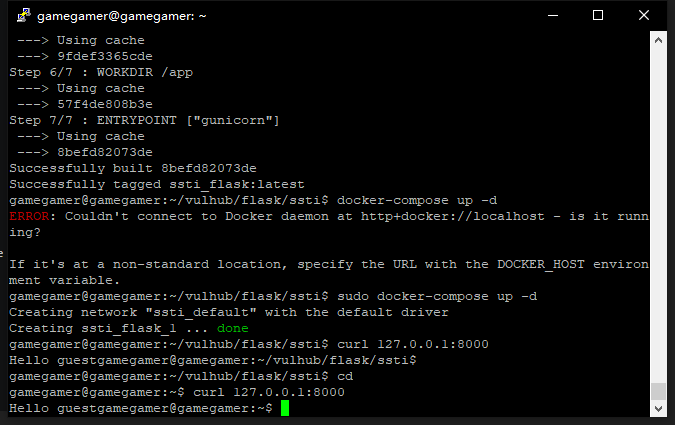 gamegamer@gamegamer: ~
---> Using cache
---> 9fdef3365cde
Step 6/7 : WORKDIR /app
---> Using cache
---> 57f4de808b3e
Step 7/7 : ENTRYPOINT ["gunicorn"]
---> Using cache
---> 8befd82073de
Successfully built 8befd82073de
Successfully tagged ssti_flask:latest
gamegamer@gamegamer:~/vulhub/flask/ssti$ docker-compose up -d
ERROR: Couldn't connect to Docker daemon at http+docker://localhost - is it runn
ing?
If it's at a non-standard location, specify the URL with the DOCKER_HOST environ
ment variable.
gamegamer@gamegamer:~/vulhub/flask/ssti$ sudo docker-compose up -d
Creating network "ssti_default" with the default driver
Creating ssti_flask_1 ... done
gamegamer@gamegamer:~/vulhub/flask/ssti$ curl 127.0.0.1:8000
Hello guestgamegamer@gamegamer:~/vulhub/flask/ssti$
gamegamer@gamegamer:~/vulhub/flask/ssti$ cd
gamegamer@gamegamer:~$ curl 127.0.0.1:8000
Hello guestgamegamer@gamegamer:~$